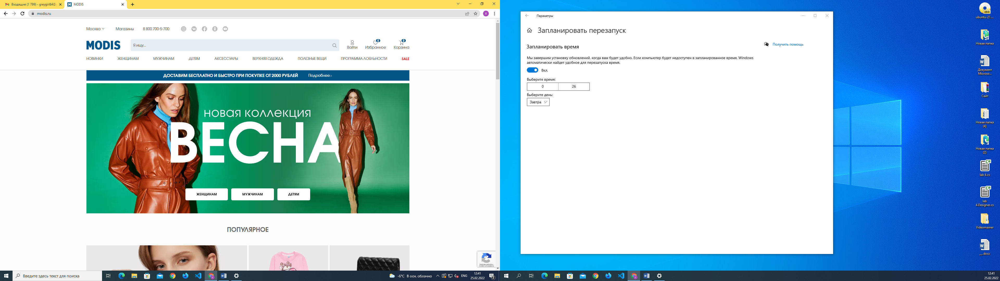 Входящие (1 799) - greygirl84@
MODIS
modis.ru
X
Москва
Магазины
8 800 700-5-700
MODIS
Я ищу...
0
0
Войти
Избранное
Корзина
НОВИНКИ
ЖЕНЩИНАМ
МУЖЧИНАМ
ДЕТЯМ
АКСЕССУАРЫ
ВЕРХНЯЯ ОДЕЖДА
ПОЛЕЗНЫЕ ВЕЩИ
ПРОГРАММА ЛОЯЛЬНОСТИ
SALE
ДОСТАВИМ БЕСПЛАТНО И БЫСТРО ПРИ ПОКУПКЕ ОТ 2000 РУБЛЕЙ
Подробнее ›
новая коллекция
ВЕСНА
ЖЕНЩИНАМ
МУЖЧИНАМ
ДЕТЯМ
ПОПУЛЯРНОЕ
Введите здесь текст для поиска
-6°C В осн. облачно
ENG
12:41
25.02.2022
2
Параметры
Запланировать перезапуск
Запланировать время
Мы завершим установку обновлений, когда вам будет удобно. Если компьютер будет недоступен в запланированное время, Windows
автоматически найдет удобное для перезапуска время.
Вкл.
Выберите время:
0
26
Выберите день:
Завтра
Получить помощь
ISO
ubuntu-21....
Новая папка
Документ
Microso...
Сайт
Новая папка
(4)
Новая папка
(2)
C#
lab 4.cs
C#
lab
4.Designer.cs
Videomainer
,,,,.docx
12:41
25.02.2022